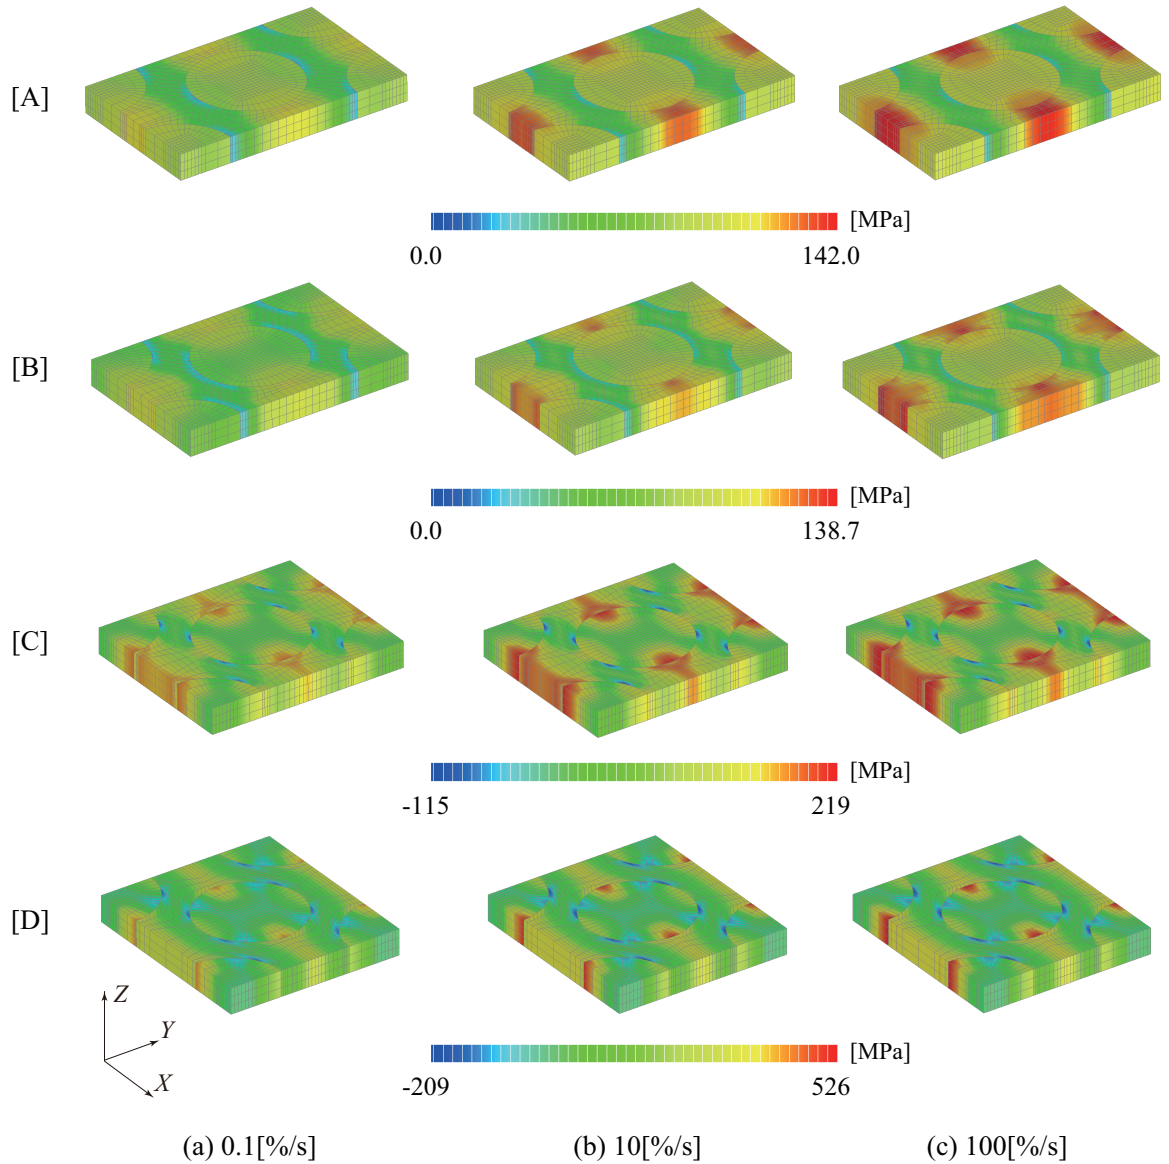 [A]
[MPa]
0.0 142.0
[B]
[MPa]
0.0 138.7
[C]
[MPa]
-115 219
[D]
Z
Y
X
[MPa]
-209 526
(a) 0.1[%/s] (b) 10[%/s] (c) 100[%/s]